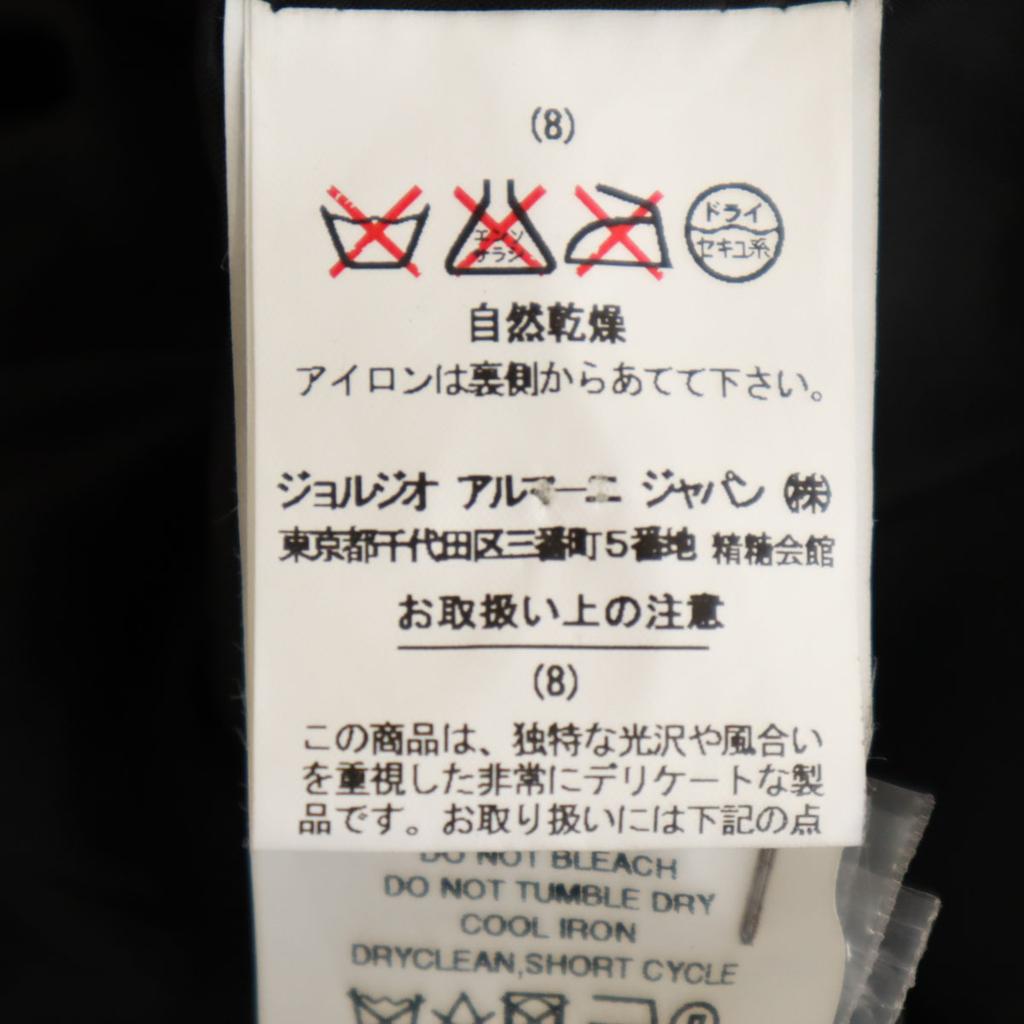 (8)
エンソ
サラシ
ドライ
セキユ系
自然乾燥
アイロンは裏側からあてて下さい。
ジョルジオ アルマーニ ジャパン ㈱
東京都千代田区三番町5番地 精糖会館
お取扱い上の注意
(8)
この商品は、独特な光沢や風合い
を重視した非常にデリケートな製
品です。お取り扱いには下記の点
DO NOT BLEACH
DO NOT TUMBLE DRY
COOL IRON
DRYCLEAN,SHORT CYCLE